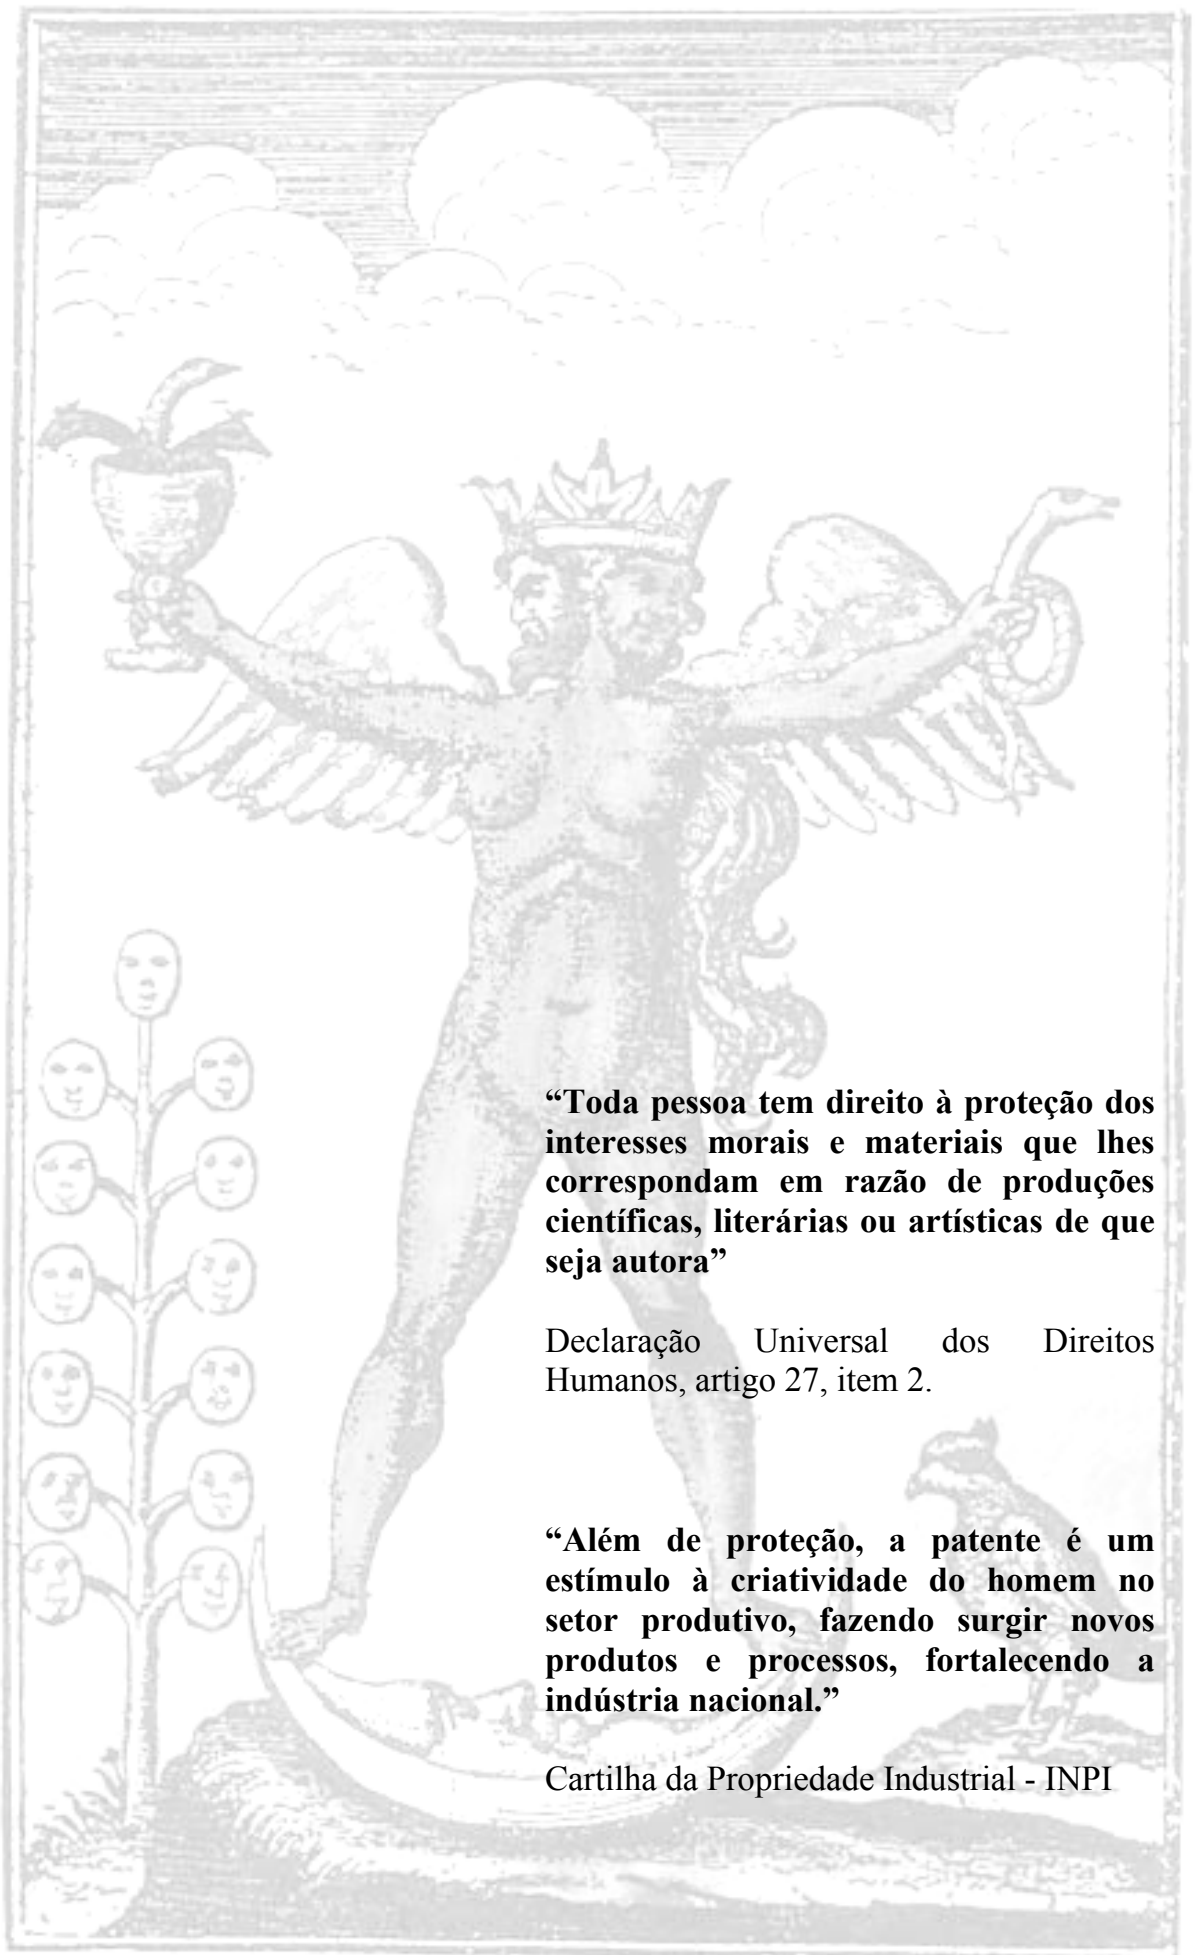 “Toda pessoa tem direito à proteção dos
interesses morais e materiais que lhes
correspondam em razão de produções
científicas, literárias ou artísticas de que
seja autora”
Declaração Universal dos Direitos
Humanos, artigo 27, item 2.
“Além de proteção, a patente é um
estímulo à criatividade do homem no
setor produtivo, fazendo surgir novos
produtos e processos, fortalecendo a
indústria nacional.”
Cartilha da Propriedade Industrial - INPI